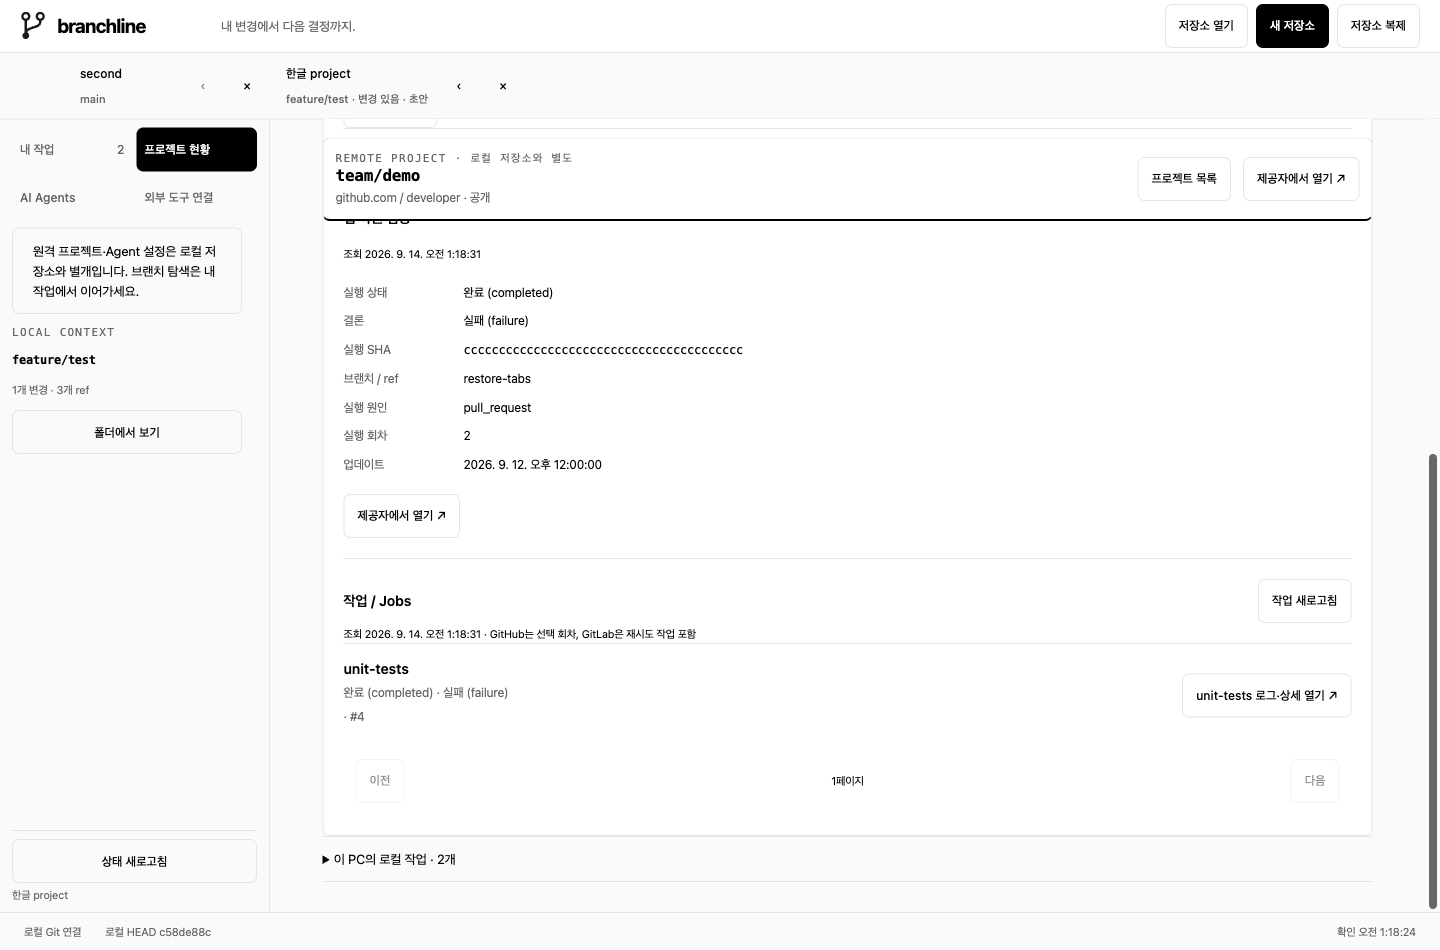 branchline
내 변경에서 다음 결정까지.
저장소 열기
새 저장소
저장소 복제
second
main
‹
×
한글 project
feature/test · 변경 있음 · 초안
‹
×
내 작업 2
프로젝트 현황
AI Agents
외부 도구 연결
원격 프로젝트·Agent 설정은 로컬 저
장소와 별개입니다. 브랜치 탐색은 내
작업에서 이어가세요.
LOCAL CONTEXT
feature/test
1개 변경 · 3개 ref
폴더에서 보기
상태 새로고침
한글 project
REMOTE PROJECT · 로컬 저장소와 별도
team/demo
github.com / developer · 공개
프로젝트 목록
제공자에서 열기 ↗
조회 2026. 9. 14. 오전 1:18:31
실행 상태 완료 (completed)
결론 실패 (failure)
실행 SHA cccccccccccccccccccccccccccccccccccccccc
브랜치 / ref restore-tabs
실행 원인 pull_request
실행 회차 2
업데이트 2026. 9. 12. 오후 12:00:00
제공자에서 열기 ↗
작업 / Jobs
작업 새로고침
조회 2026. 9. 14. 오전 1:18:31 · GitHub는 선택 회차, GitLab은 재시도 작업 포함
unit-tests
완료 (completed) · 실패 (failure)
· #4
unit-tests 로그·상세 열기 ↗
이전
1페이지
다음
▶ 이 PC의 로컬 작업 · 2개
로컬 Git 연결
로컬 HEAD c58de88c
확인 오전 1:18:24